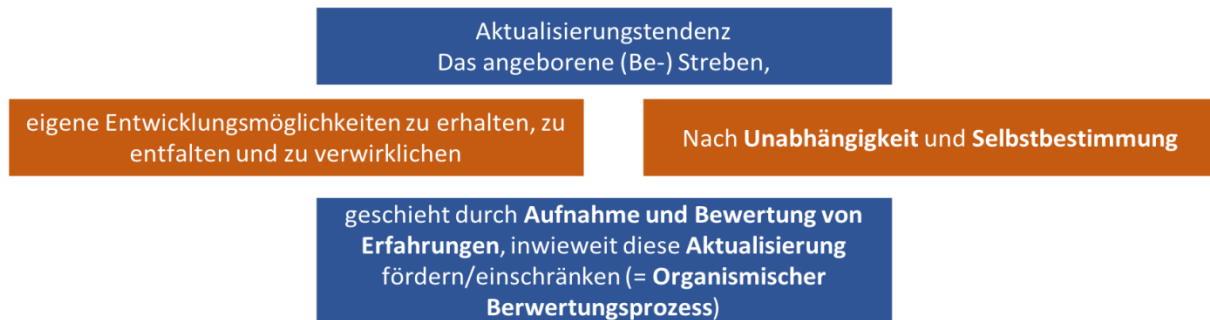 Aktualisierungstendenz
Das angeborene (Be-) Streben,
eigene Entwicklungsmöglichkeiten zu erhalten, zu
entfalten und zu verwirklichen
Nach Unabhängigkeit und Selbstbestimmung
geschieht durch Aufnahme und Bewertung von
Erfahrungen, inwieweit diese Aktualisierung
fördern/einschränken (= Organismischer
Berwertungsprozess)